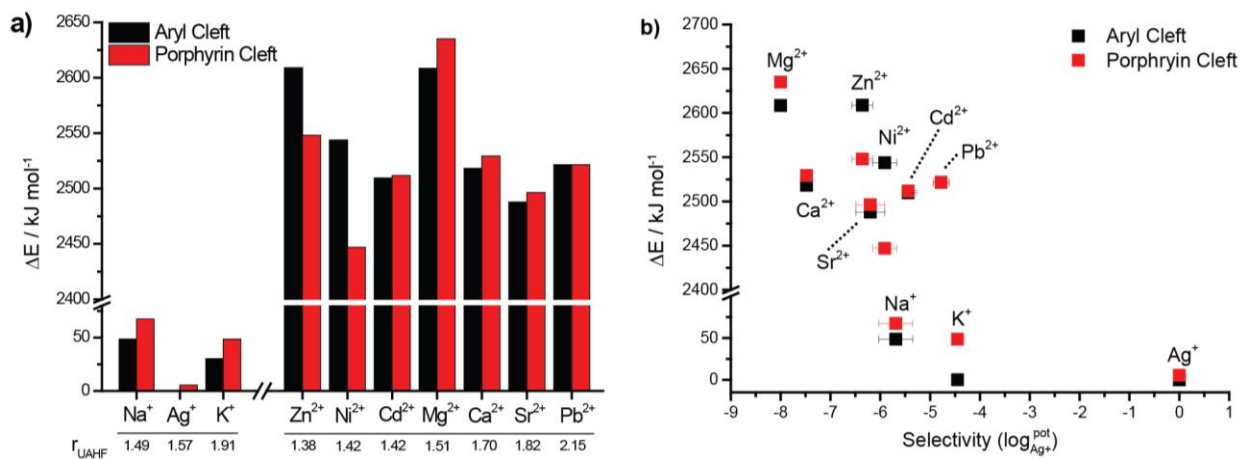 a)
Aryl Cleft
Porphyrin Cleft
ΔE / kJ mol⁻¹
2650
2600
2550
2500
2450
2400
50
0
Na⁺ Ag⁺ K⁺ Zn²⁺ Ni²⁺ Cd²⁺ Mg²⁺ Ca²⁺ Sr²⁺ Pb²⁺
r_UAHF 1.49 1.57 1.91 1.38 1.42 1.42 1.51 1.70 1.82 2.15
b)
Aryl Cleft
Porphryin Cleft
ΔE / kJ mol⁻¹
2700
2650
2600
2550
2500
2450
2400
50
0
Mg²⁺
Zn²⁺
Cd²⁺
Ni²⁺
Pb²⁺
Ca²⁺
Sr²⁺
Na⁺
K⁺
Ag⁺
-9 -8 -7 -6 -5 -4 -3 -2 -1 0 1
Selectivity (log^pot_Ag+)